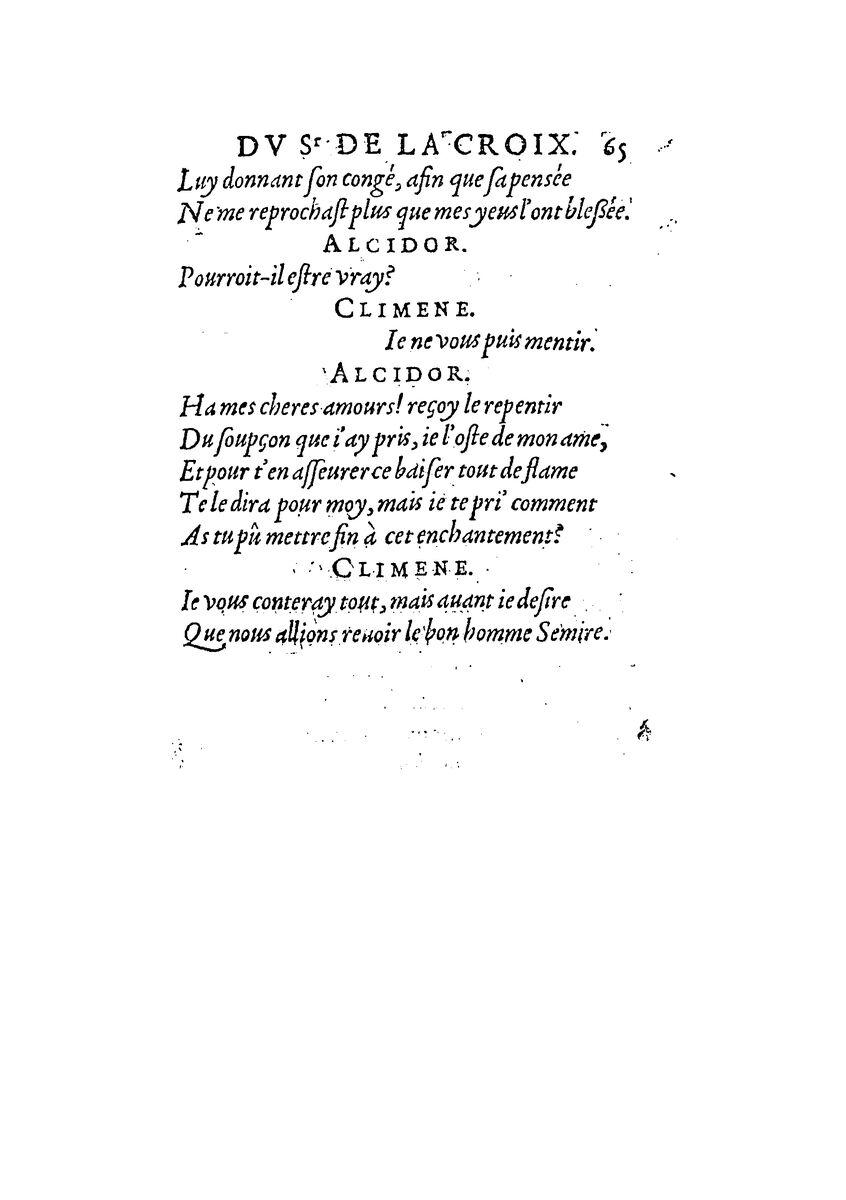 DV Sr DE LA CROIX. 65
Luy donnant ſon congé, afin que ſa pensée
Ne me reprochaſt plus que mes yeus l'ont bleßée.
ALCIDOR.
Pourroit-il eſtre vray?
CLIMENE.
Ie ne vous puis mentir.
ALCIDOR.
Ha mes cheres amours! reçoy le repentir
Du ſoupçon que i'ay pris, ie l'oſte de mon ame,
Et pour t'en aſſeurer ce baiſer tout de flame
Te le dira pour moy, mais ie te pri' comment
As tu pû mettre fin à cet enchantement?
CLIMENE.
Ie vous conteray tout, mais auant ie deſire
Que nous allions reuoir le bon homme Semire.